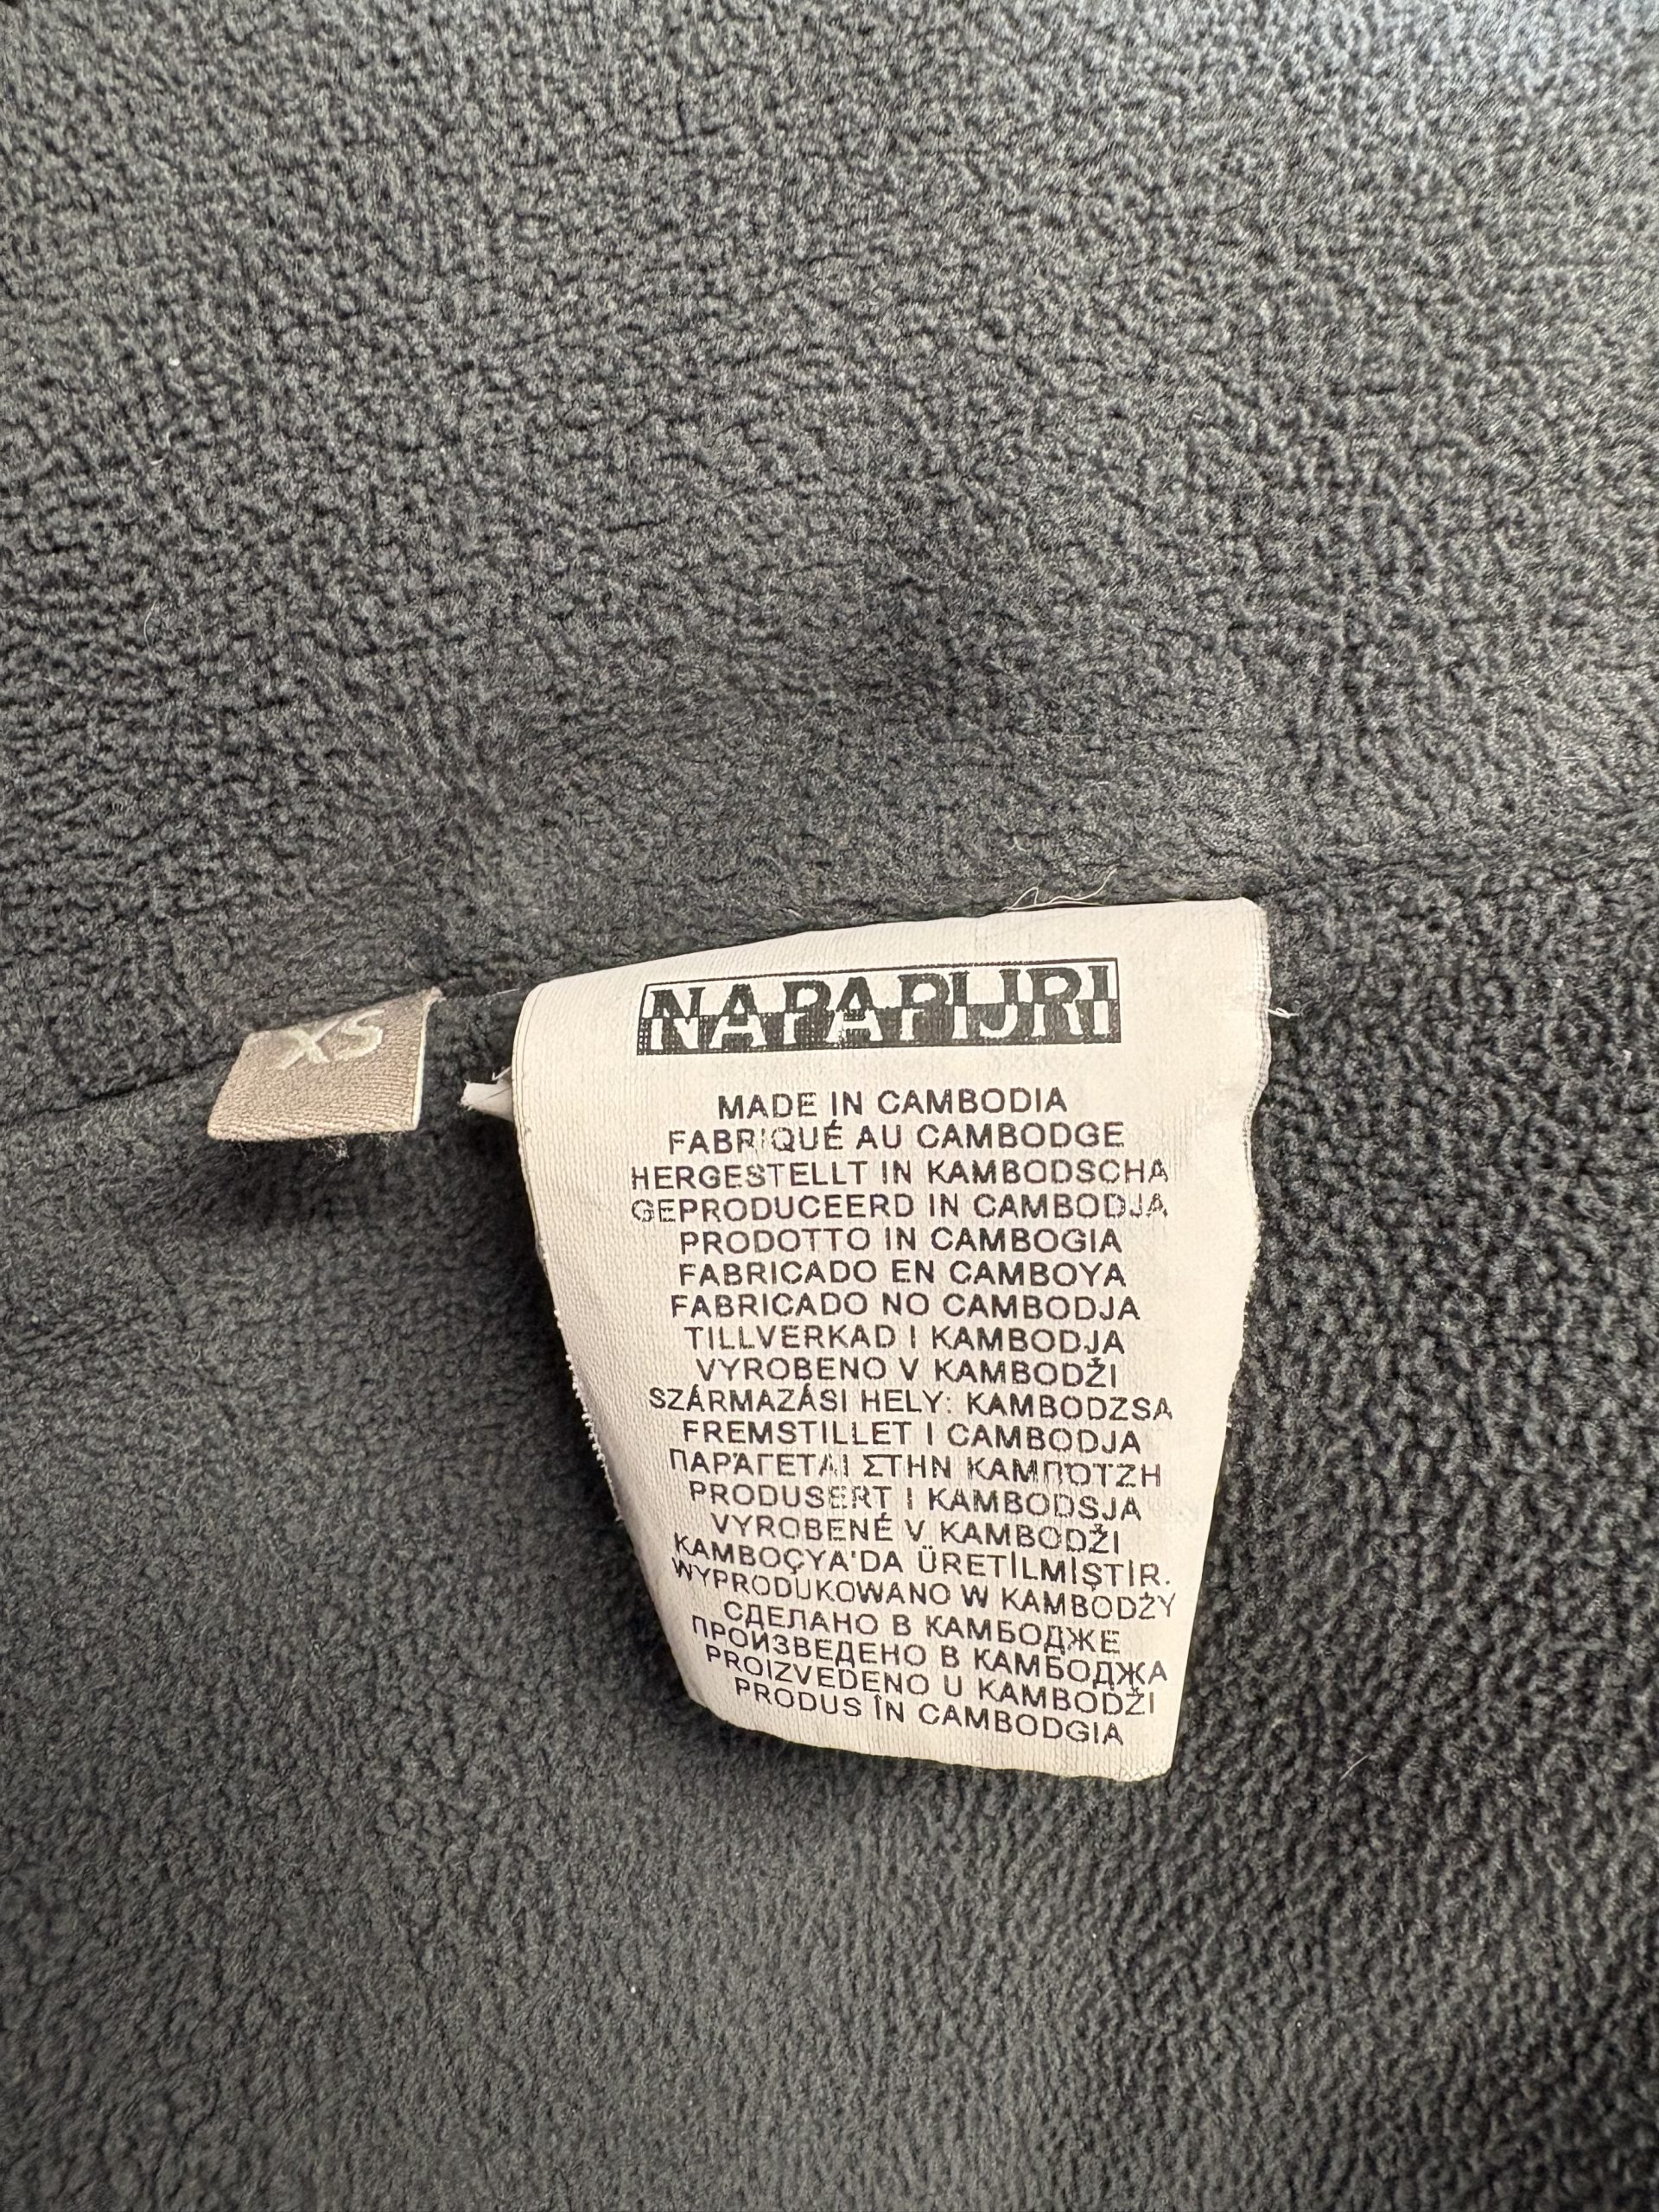 XS
NAPAPIJRI
MADE IN CAMBODIA
FABRIQUÉ AU CAMBODGE
HERGESTELLT IN KAMBODSCHA
GEPRODUCEERD IN CAMBODJA
PRODOTTO IN CAMBOGIA
FABRICADO EN CAMBOYA
FABRICADO NO CAMBODJA
TILLVERKAD I KAMBODJA
VYROBENO V KAMBODŽI
SZÁRMAZÁSI HELY: KAMBODZSA
FREMSTILLET I CAMBODJA
ΠΑΡΆΓΕΤΑΙ ΣΤΗΝ ΚΑΜΠΌΤΖΗ
PRODUSERT I KAMBODSJA
VYROBENÉ V KAMBODŽI
KAMBOÇYA'DA ÜRETİLMİŞTİR.
WYPRODUKOWANO W KAMBODŻY
СДЕЛАНО В КАМБОДЖЕ
ПРОИЗВЕДЕНО В КАМБОДЖА
PROIZVEDENO U KAMBODŽI
PRODUS ÎN CAMBODGIA